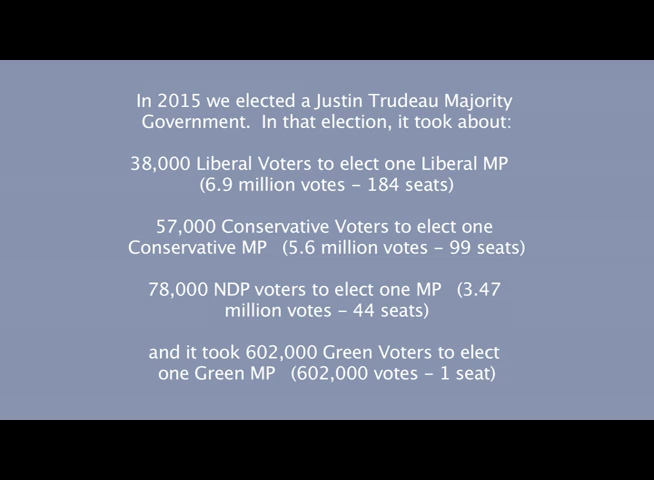 In 2015 we elected a Justin Trudeau Majority
Government.  In that election, it took about:
38,000 Liberal Voters to elect one Liberal MP
(6.9 million votes – 184 seats)
57,000 Conservative Voters to elect one
Conservative MP   (5.6 million votes – 99 seats)
78,000 NDP voters to elect one MP   (3.47
million votes – 44 seats)
and it took 602,000 Green Voters to elect
one Green MP   (602,000 votes – 1 seat)